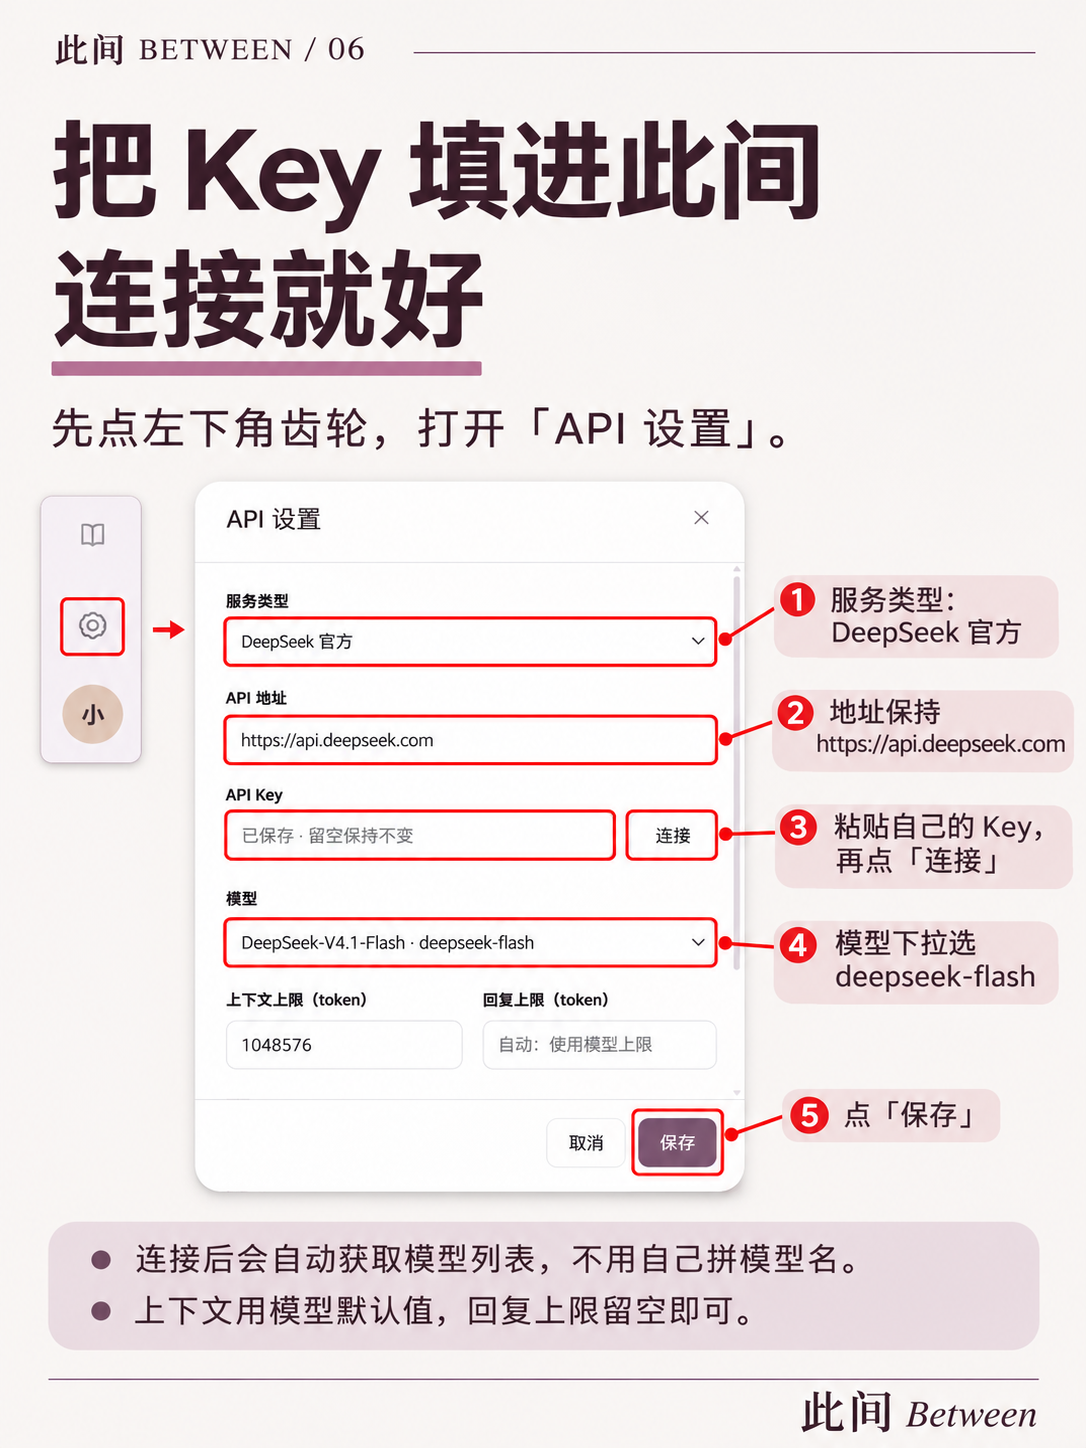 此间 BETWEEN / 06
把 Key 填进此间
连接就好
先点左下角齿轮，打开「API 设置」。
小
API 设置
服务类型
DeepSeek 官方
API 地址
https://api.deepseek.com
API Key
已保存 · 留空保持不变
连接
模型
DeepSeek-V4.1-Flash · deepseek-flash
上下文上限（token）
回复上限（token）
1048576
自动：使用模型上限
取消
保存
1 服务类型：
DeepSeek 官方
2 地址保持
https://api.deepseek.com
3 粘贴自己的 Key，
再点「连接」
4 模型下拉选
deepseek-flash
5 点「保存」
● 连接后会自动获取模型列表，不用自己拼模型名。
● 上下文用模型默认值，回复上限留空即可。
此间 Between